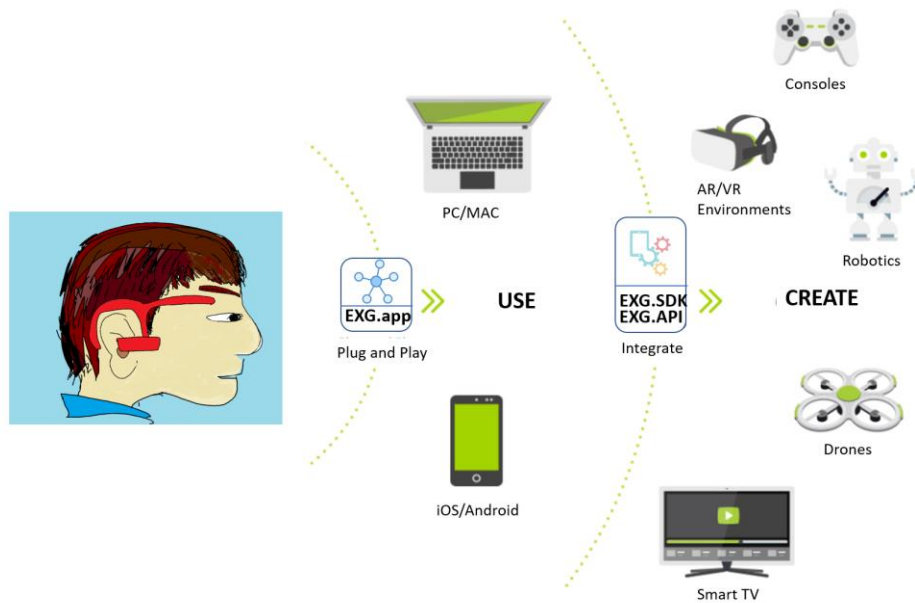 Consoles
PC/MAC
AR/VR
Environments
Robotics
EXG.app
USE
EXG.SDK
EXG.API
CREATE
Plug and Play
Integrate
Drones
iOS/Android
Smart TV